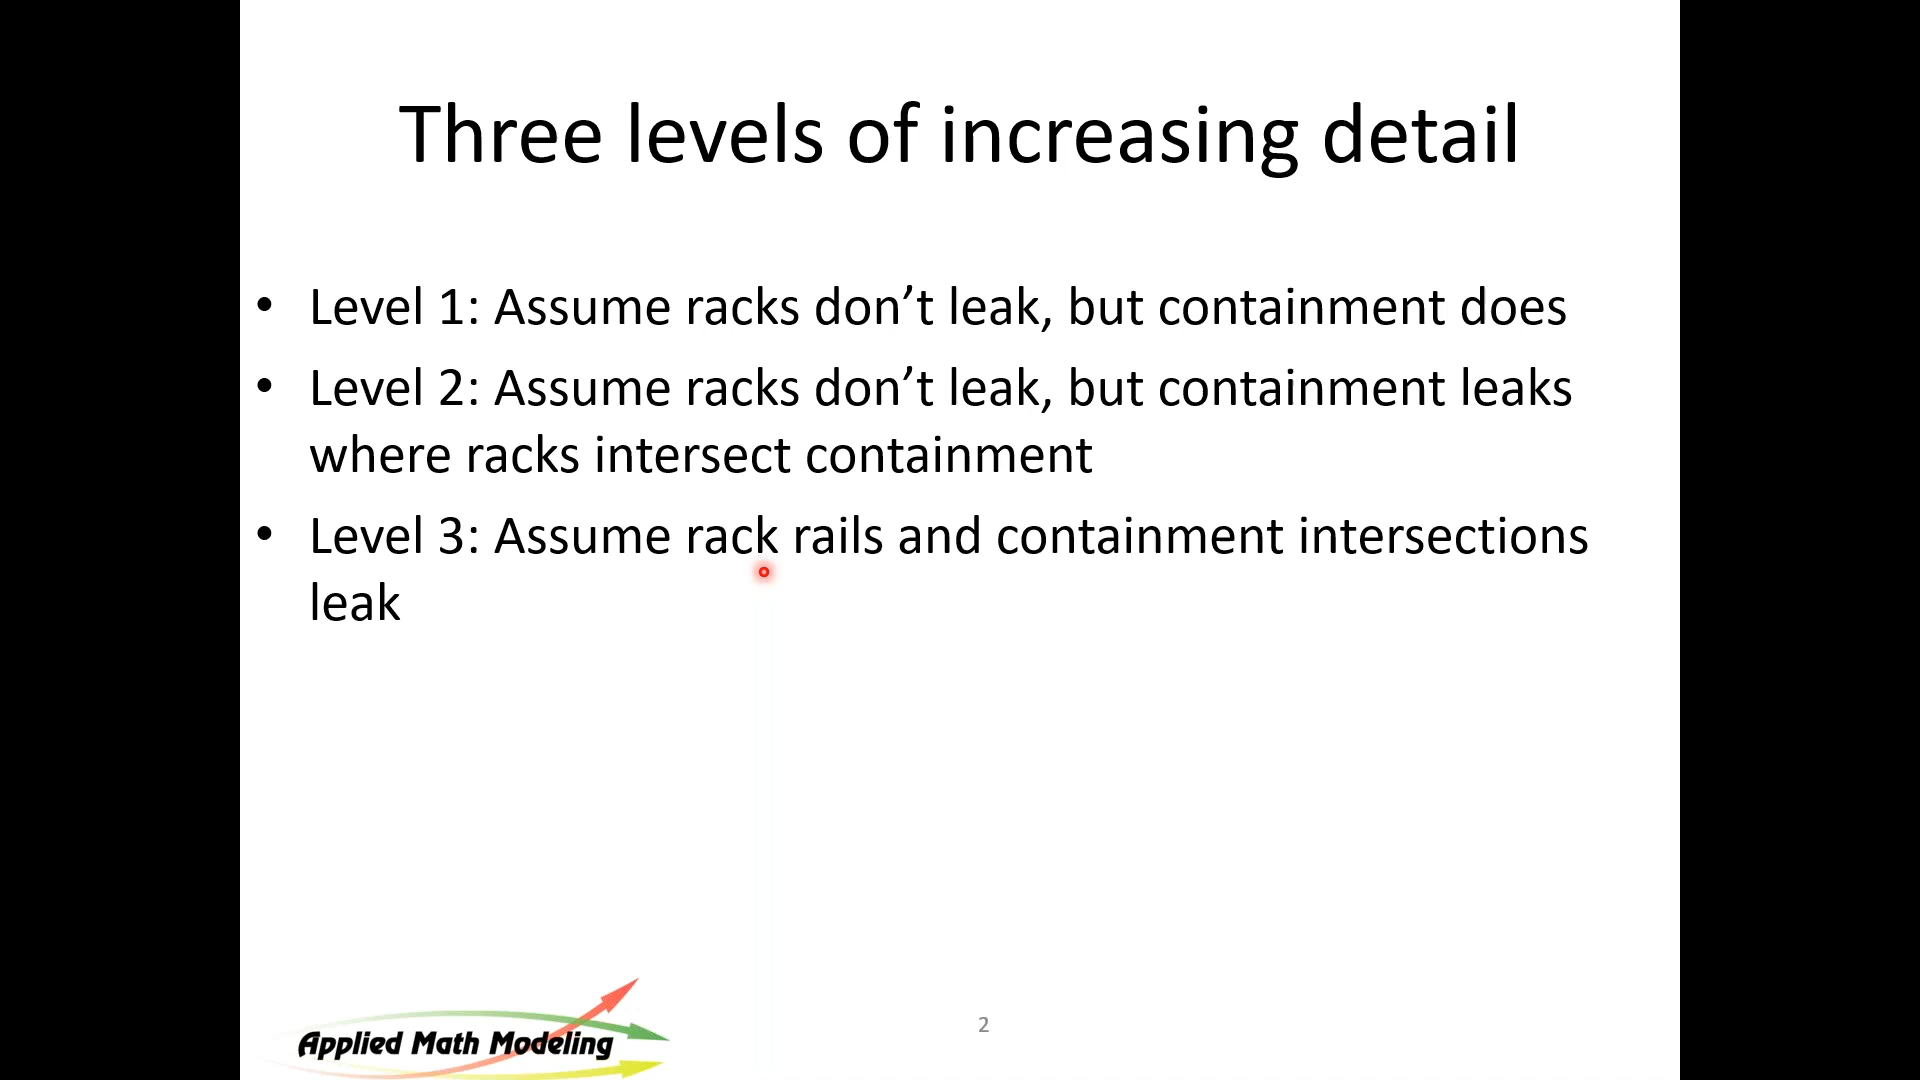 Three levels of increasing detail
• Level 1: Assume racks don’t leak, but containment does
• Level 2: Assume racks don’t leak, but containment leaks
where racks intersect containment
• Level 3: Assume rack rails and containment intersections
leak
Applied Math Modeling
2